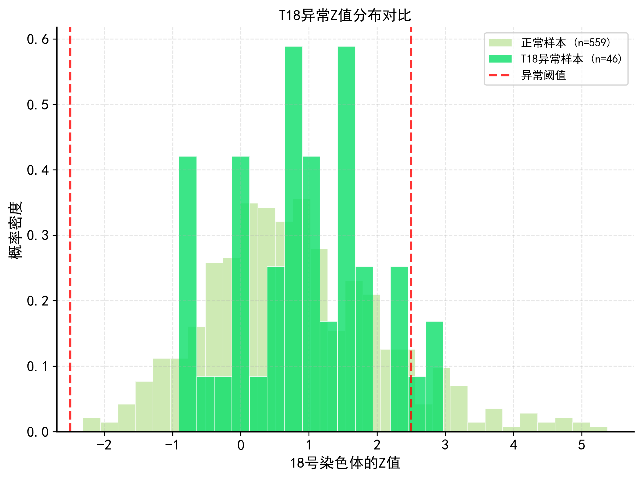 T18异常Z值分布对比
正常样本 (n=559)
T18异常样本 (n=46)
异常阈值
概率密度
0.6
0.5
0.4
0.3
0.2
0.1
0.0
−2 −1 0 1 2 3 4 5
18号染色体的Z值